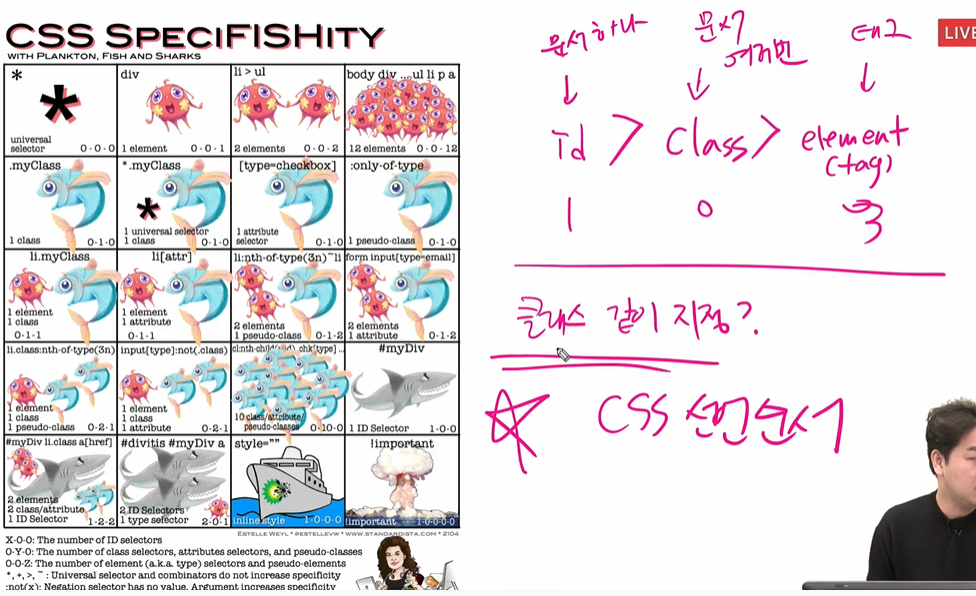 CSS SpeciFISHity
WITH PLANKTON, FISH AND SHARKS
*
*
universal
selector 0-0-0
div
1 element 0-0-1
li > ul
2 elements 0-0-2
body div ...ul li p a
12 elements 0-0-12
.myClass
1 class 0-1-0
*.myClass
*
1 universal selector
1 class 0-1-0
[type=checkbox]
1 attribute
selector 0-1-0
:only-of-type
1 pseudo-class 0-1-0
li.myClass
1 element
1 class
0-1-1
li[attr]
1 element
1 attribute
0-1-1
li:nth-of-type(3n)~li
2 elements
1 pseudo-class 0-1-2
form input[type=email]
2 elements
1 attribute 0-1-2
li.class:nth-of-type(3n)
1 element
1 class
1 pseudo-class 0-2-1
input[type]:not(.class)
1 element
1 class
1 attribute 0-2-1
10 class/attribute/
pseudo-classes 0-10-0
#myDiv
1 ID Selector 1-0-0
#myDiv li.class a[href]
2 elements
2 class/attribute
1 ID Selector 1-2-2
#divitis #myDiv a
2 ID Selectors
1 type selector 2-0-1
style=""
inline style 1-0-0-0
!important
!important 1-0-0-0-0
ESTELLE WEYL * @ESTELLEVW * WWW.STANDARDISTA.COM * 2104
X-0-0: The number of ID selectors
0-Y-0: The number of class selectors, attributes selectors, and pseudo-classes
0-0-Z: The number of element (a.k.a. type) selectors and pseudo-elements
*, +, >, ~ : Universal selector and combinators do not increase specificity
:not(x): Negation selector has no value. Argument increases specificity
문서 하나 문서 태그
여러번
↓ ↓ ↓
id > class > element
(tag)
1 0
클래스 같이 지정?
CSS 선언순서
LIVE